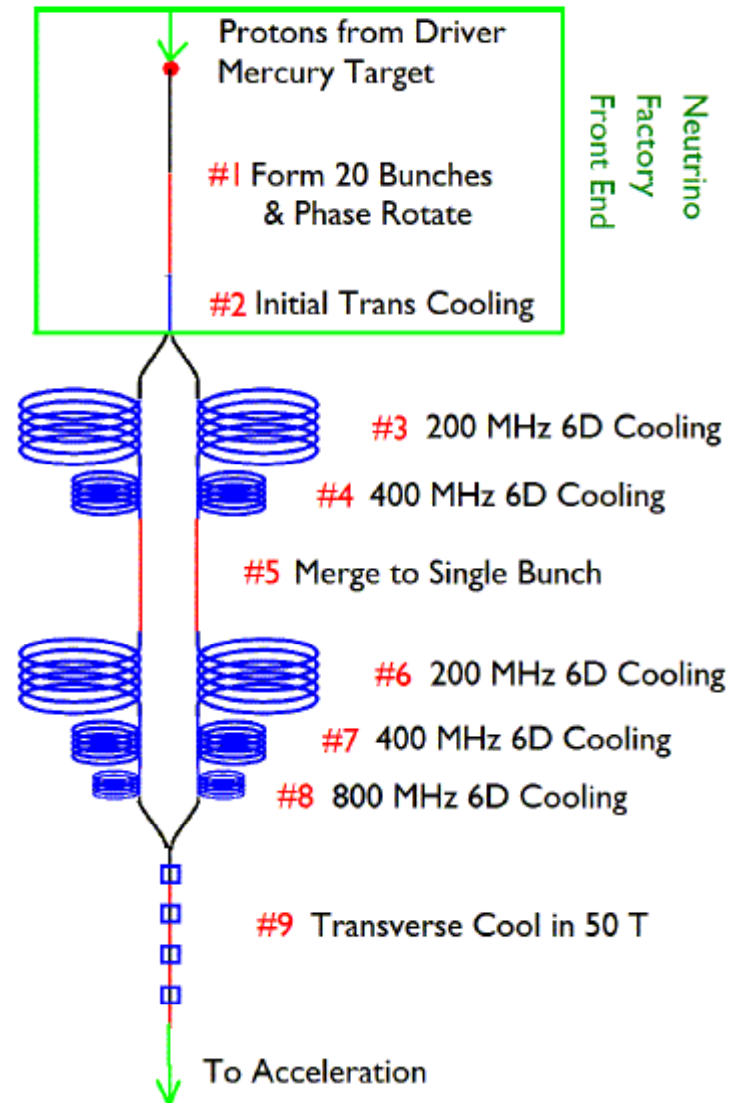 Protons from Driver
Mercury Target
Neutrino
Factory
Front End
#1 Form 20 Bunches
& Phase Rotate
#2 Initial Trans Cooling
#3 200 MHz 6D Cooling
#4 400 MHz 6D Cooling
#5 Merge to Single Bunch
#6 200 MHz 6D Cooling
#7 400 MHz 6D Cooling
#8 800 MHz 6D Cooling
#9 Transverse Cool in 50 T
To Acceleration